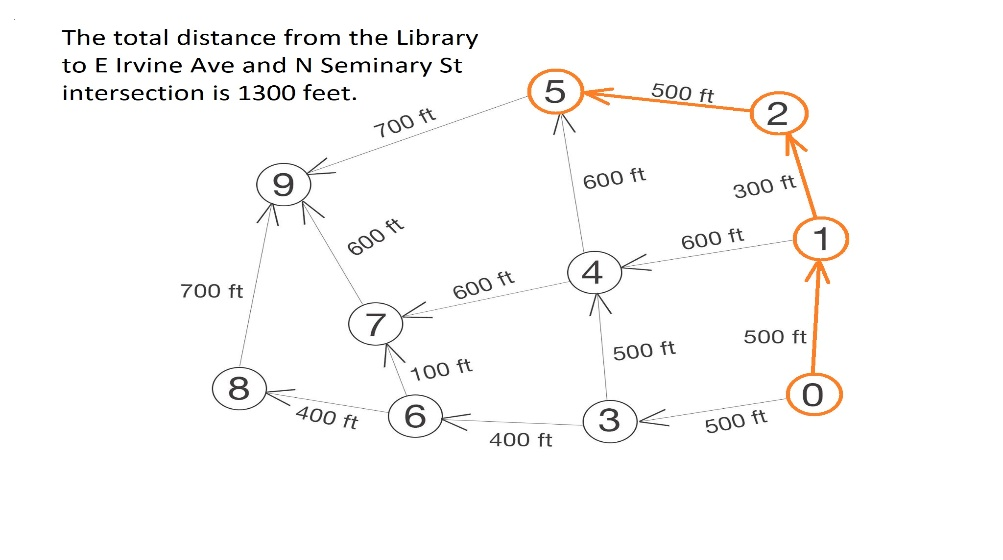 The total distance from the Library
to E Irvine Ave and N Seminary St
intersection is 1300 feet.
5
500 ft
2
700 ft
9
600 ft
300 ft
600 ft
600 ft
1
4
700 ft
600 ft
7
500 ft
500 ft
100 ft
8
0
400 ft
6
3
500 ft
400 ft